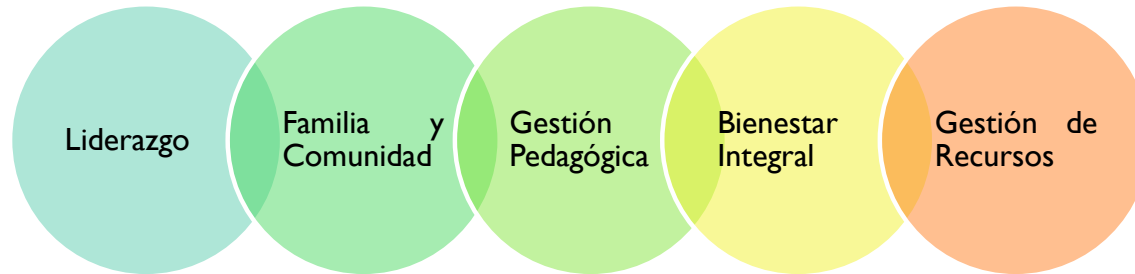 Liderazgo
Familia y
Comunidad
Gestión
Pedagógica
Bienestar
Integral
Gestión de
Recursos